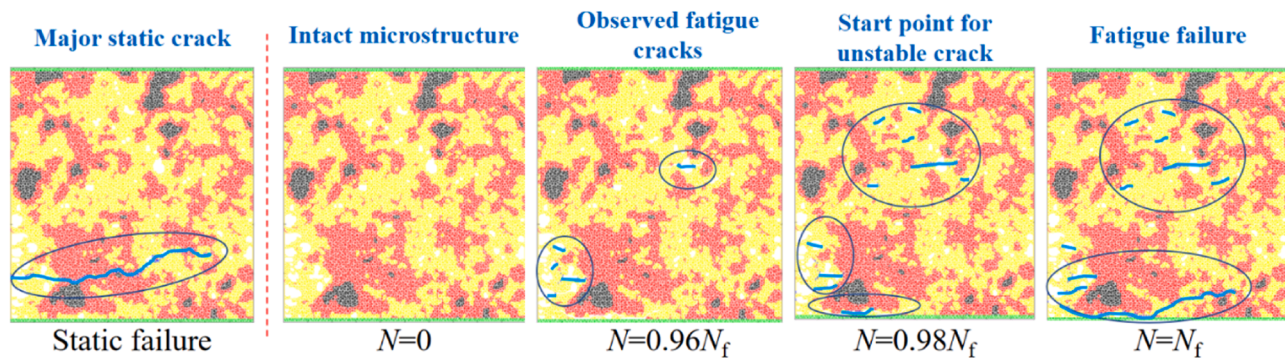 Major static crack
Intact microstructure
Observed fatigue
cracks
Start point for
unstable crack
Fatigue failure
Static failure
N=0
N=0.96Nf
N=0.98Nf
N=Nf